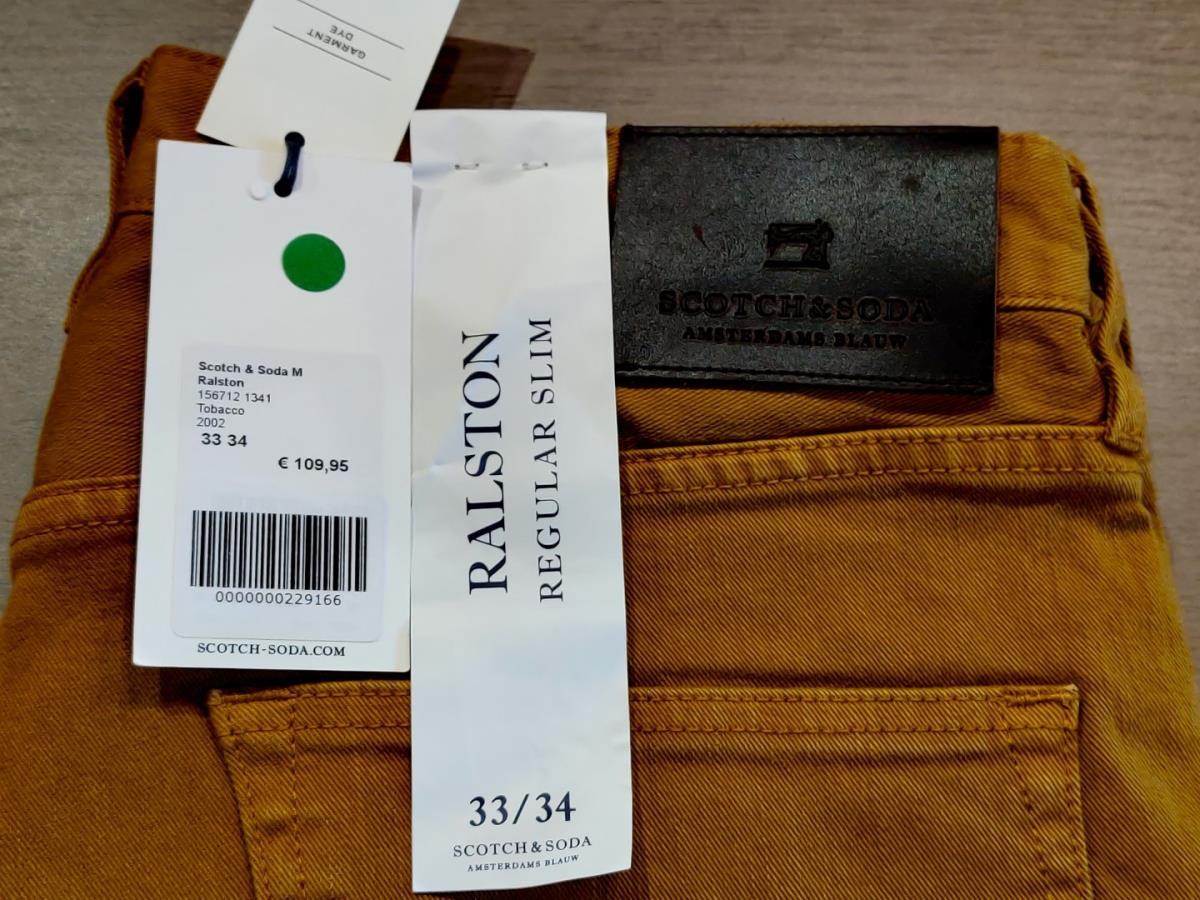 GARMENT
DYE
Scotch & Soda M
Ralston
156712 1341
Tobacco
2002
33 34
€ 109,95
0000000229166
SCOTCH-SODA.COM
RALSTON
REGULAR SLIM
33/34
SCOTCH & SODA
AMSTERDAMS BLAUW
SCOTCH & SODA
AMSTERDAMS BLAUW